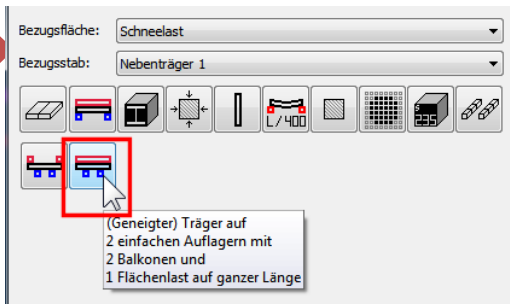 Bezugsfläche:
Schneelast
Bezugsstab:
Nebenträger 1
L/400
S
235
(Geneigter) Träger auf
2 einfachen Auflagern mit
2 Balkonen und
1 Flächenlast auf ganzer Länge